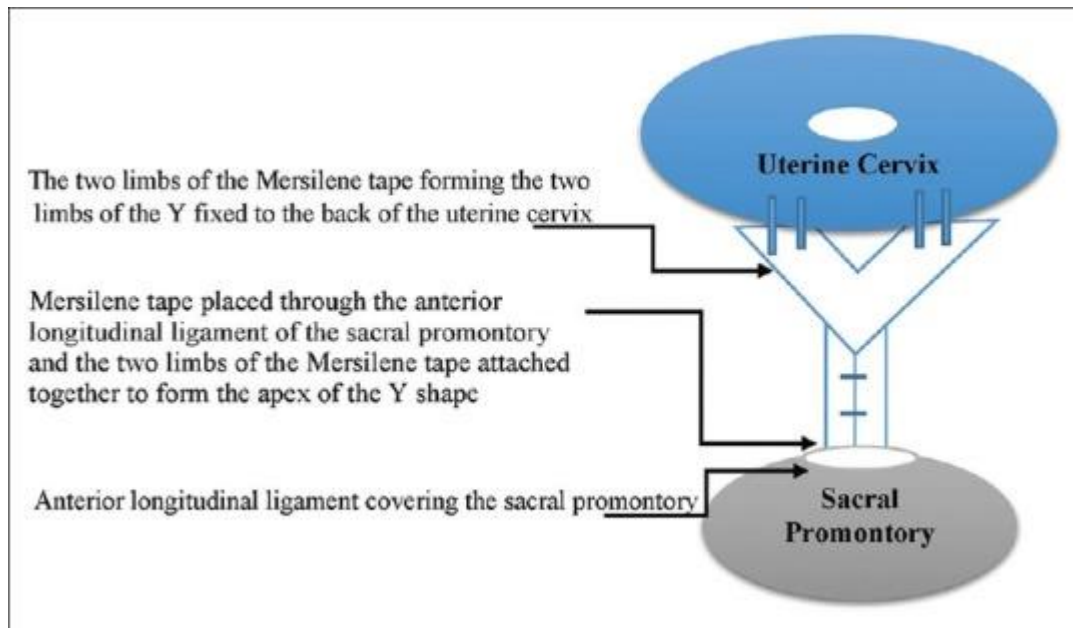 Uterine Cervix
The two limbs of the Mersilene tape forming the two
limbs of the Y fixed to the back of the uterine cervix
Mersilene tape placed through the anterior
longitudinal ligament of the sacral promontory
and the two limbs of the Mersilene tape attached
together to form the apex of the Y shape
Anterior longitudinal ligament covering the sacral promontory
Sacral
Promontory